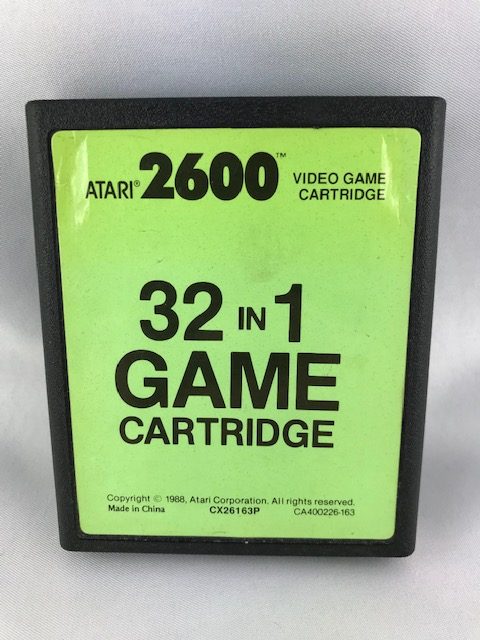 ATARI® 2600™ VIDEO GAME
CARTRIDGE
32 IN 1
GAME
CARTRIDGE
Copyright © 1988, Atari Corporation. All rights reserved.
Made in China CX26163P CA400226-163